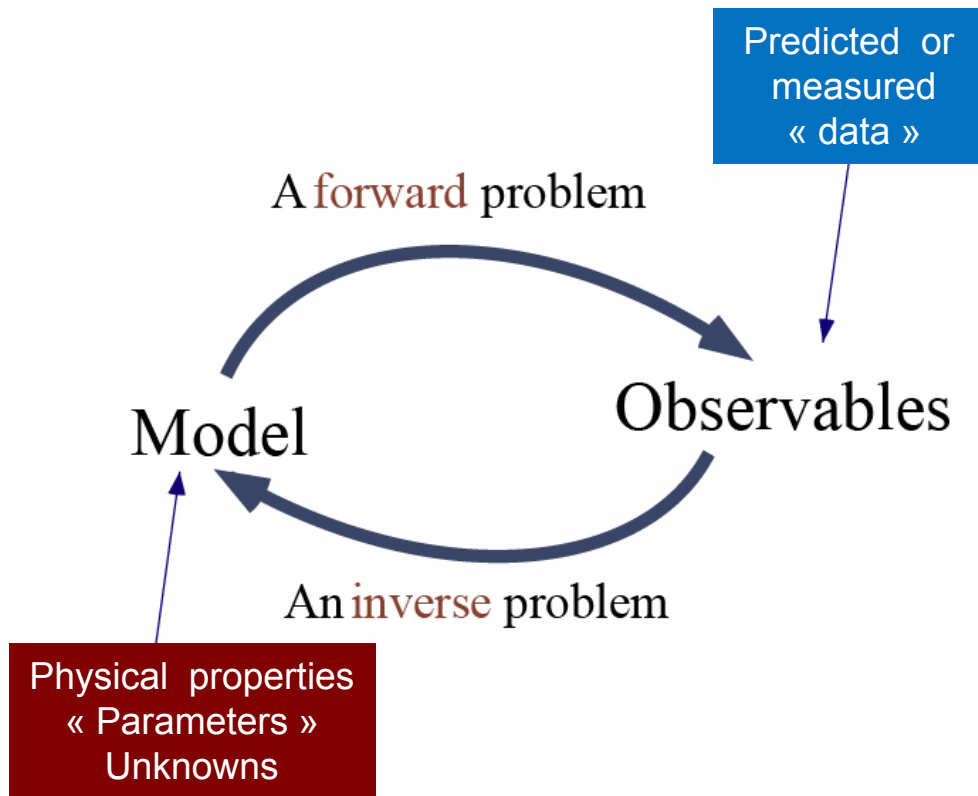 Predicted or
measured
« data »
A forward problem
Observables
Model
An inverse problem
Physical properties
« Parameters »
Unknowns